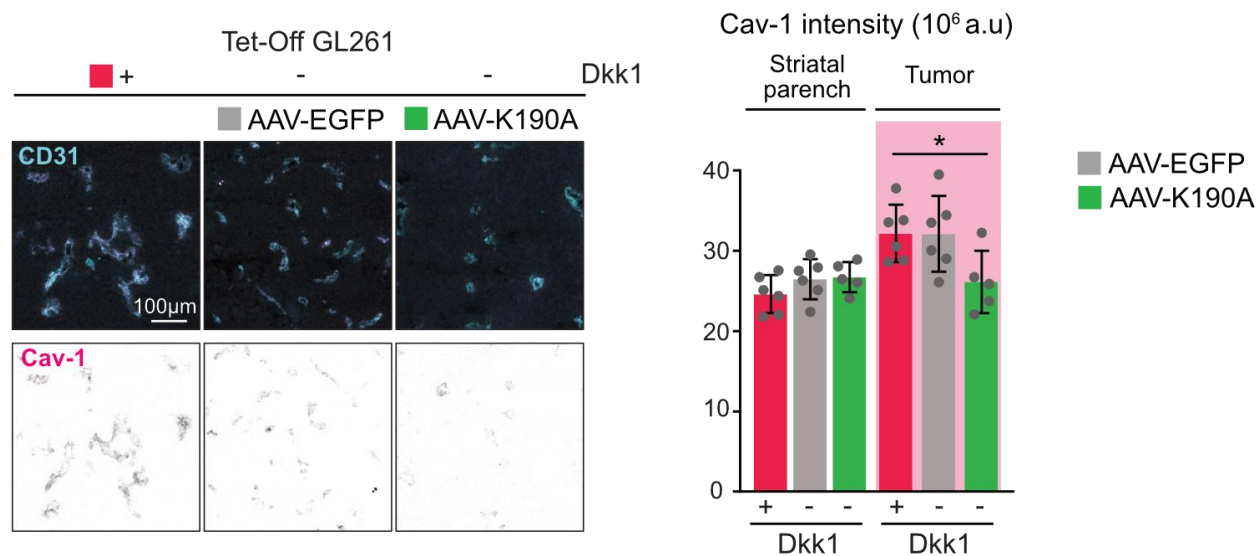 Tet-Off GL261
+ - - Dkk1
AAV-EGFP AAV-K190A
CD31
100µm
Cav-1
Cav-1 intensity (10⁶ a.u)
Striatal
parench
Tumor
*
40
30
20
10
0
+ - - + - -
Dkk1 Dkk1
AAV-EGFP
AAV-K190A